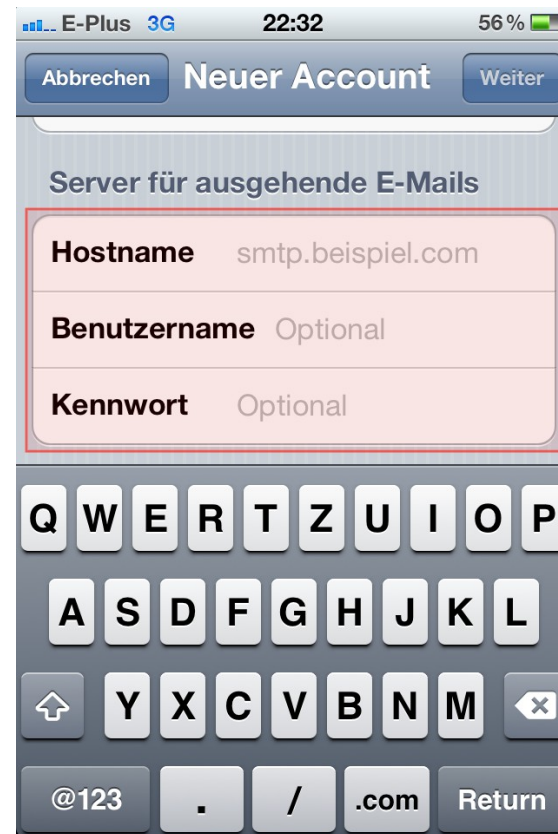 E-Plus 3G 22:32 56 %
Abbrechen Neuer Account Weiter
Server für ausgehende E-Mails
Hostname smtp.beispiel.com
Benutzername Optional
Kennwort Optional
Q W E R T Z U I O P
A S D F G H J K L
Y X C V B N M
@123 . / .com Return